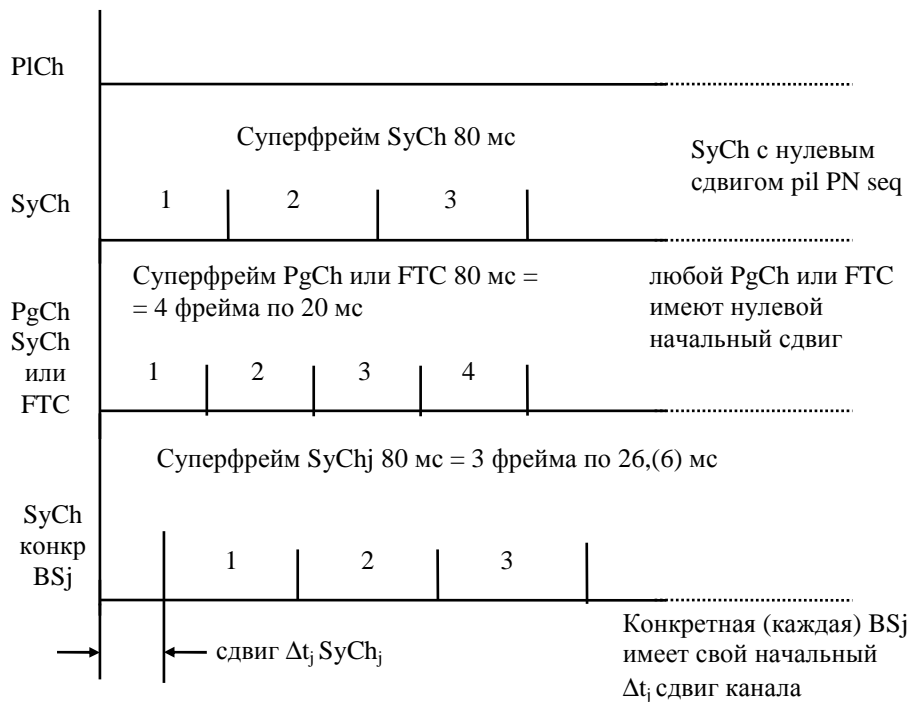 PlCh
Суперфрейм SyCh 80 мс
SyCh с нулевым
сдвигом pil PN seq
SyCh
1 2 3
Суперфрейм PgCh или FTC 80 мс =
= 4 фрейма по 20 мс
любой PgCh или FTC
имеют нулевой
начальный сдвиг
PgCh
SyCh
или
FTC
1 2 3 4
Суперфрейм SyChj 80 мс = 3 фрейма по 26,(6) мс
SyCh
конкр
BSj
1 2 3
сдвиг Δtj SyChj
Конкретная (каждая) BSj
имеет свой начальный
Δtj сдвиг канала